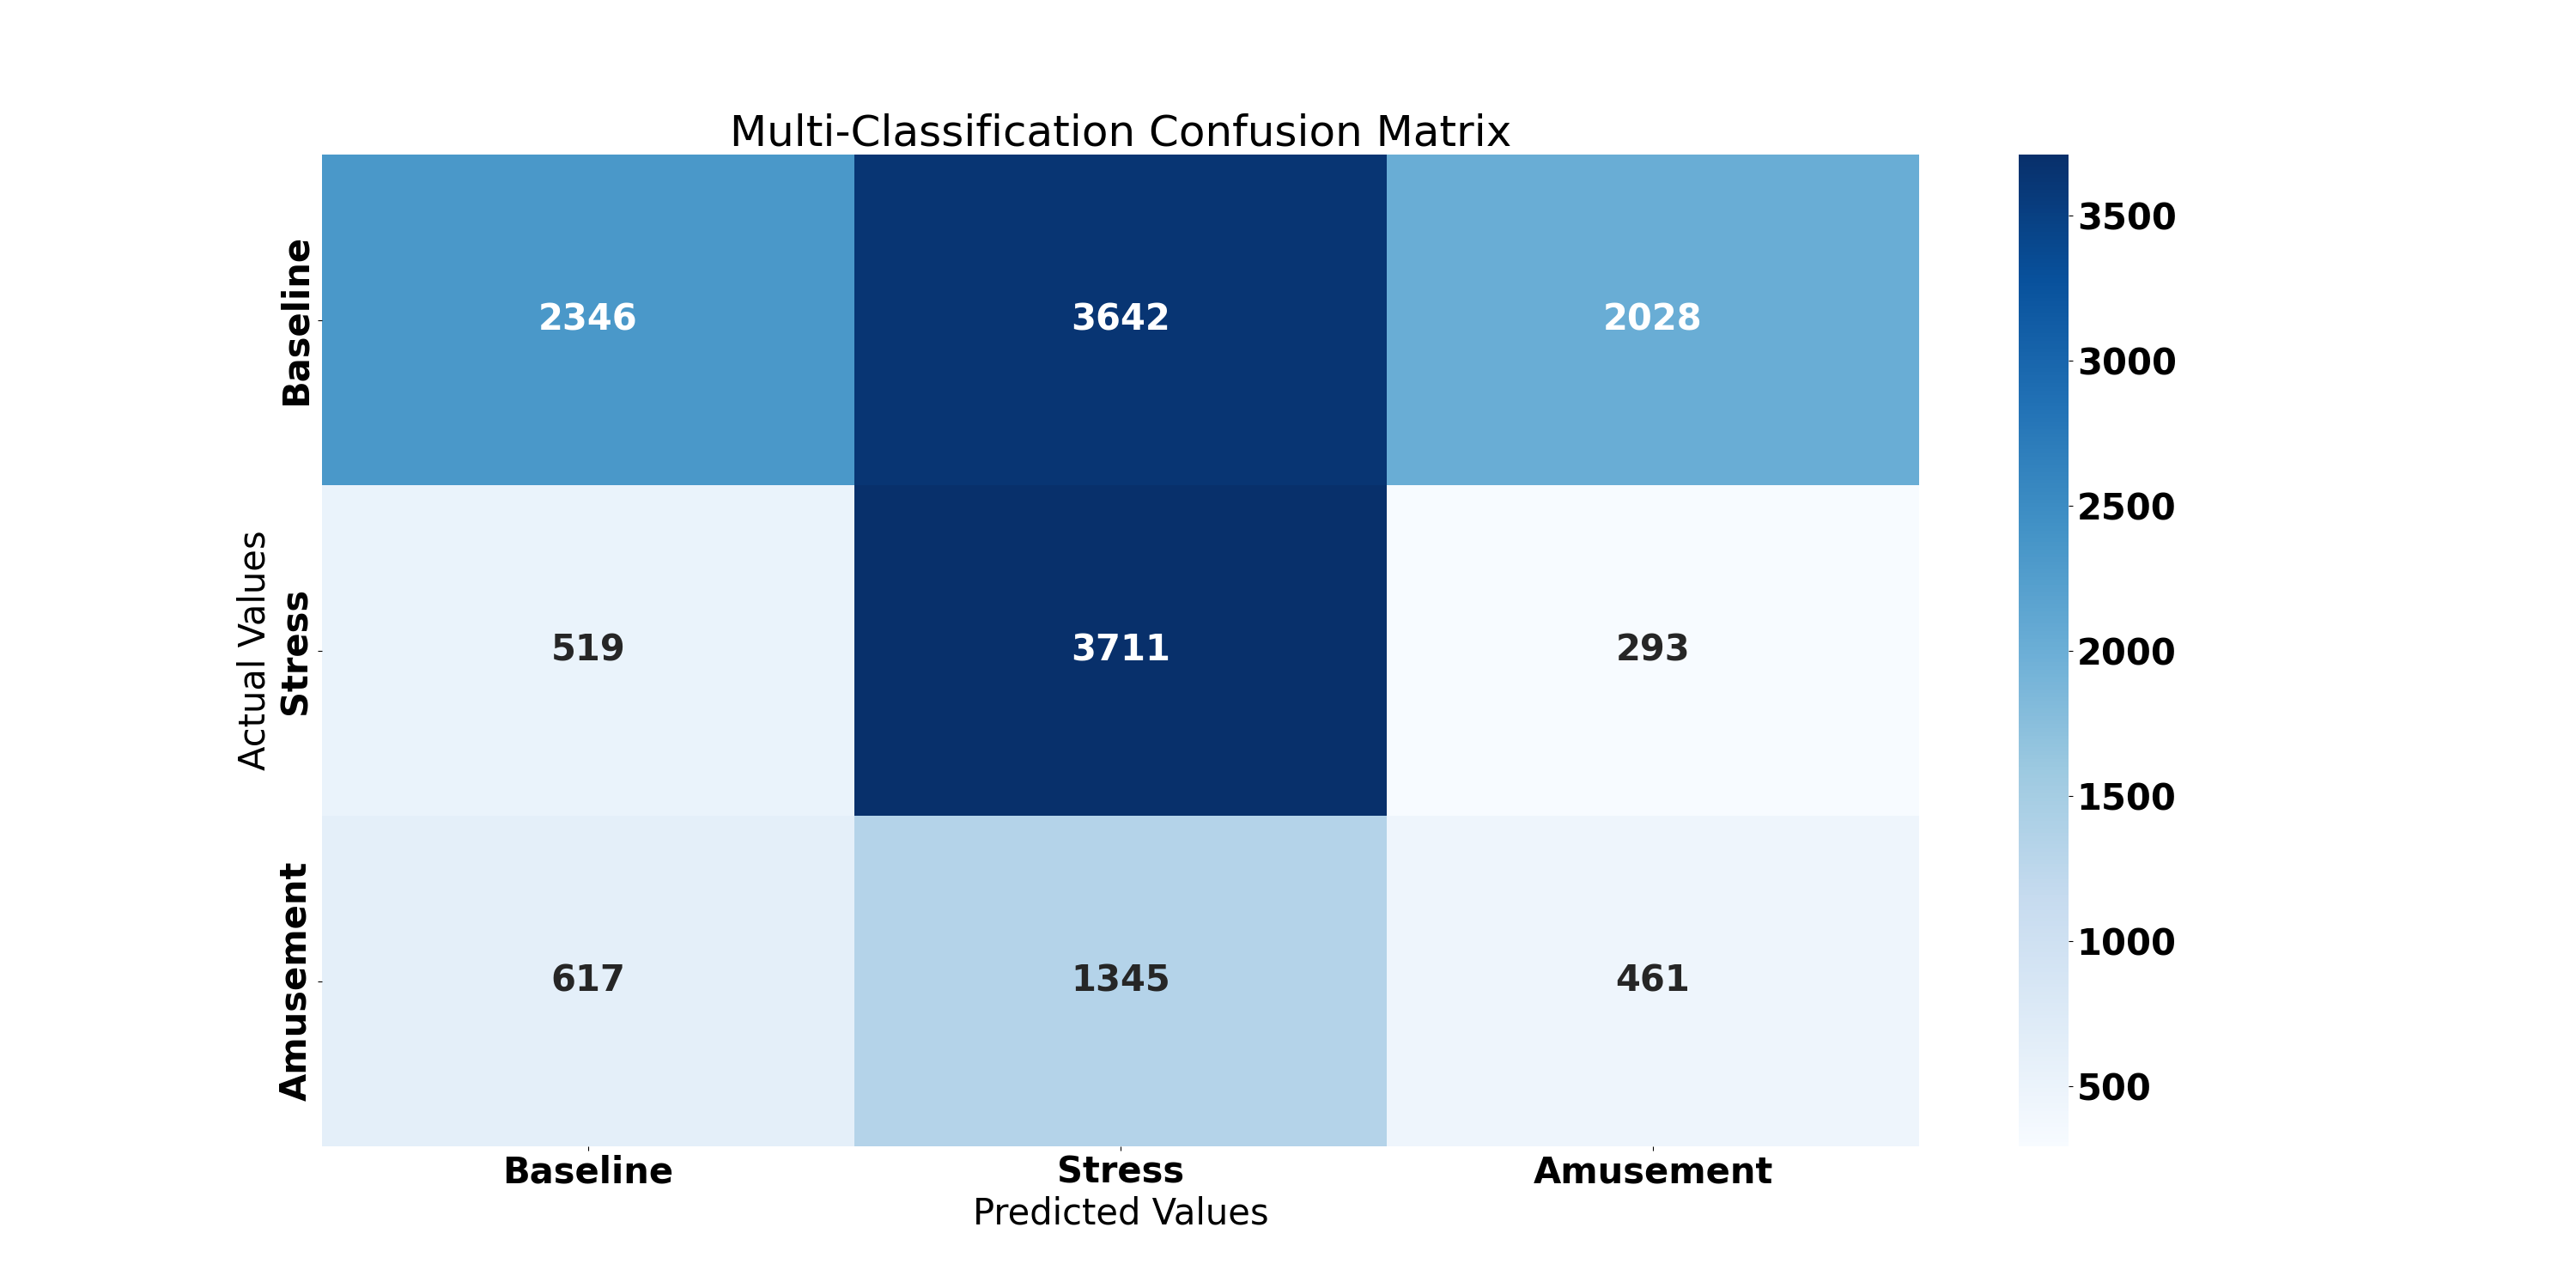 Multi-Classification Confusion Matrix
Actual Values
Baseline
2346 3642 2028
Stress
519 3711 293
Amusement
617 1345 461
Baseline Stress Amusement
Predicted Values
3500
3000
2500
2000
1500
1000
500